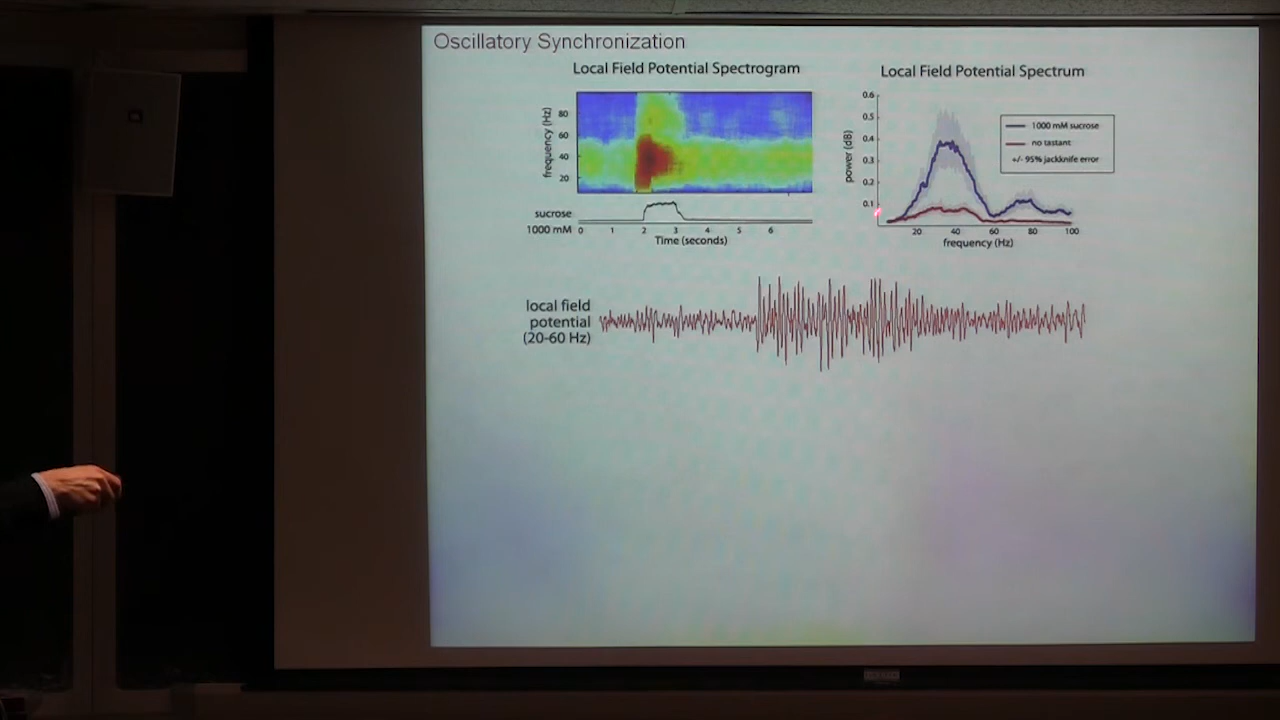 Oscillatory Synchronization
Local Field Potential Spectrogram
frequency (Hz)
80
60
40
20
sucrose
1000 mM
0 1 2 3 4 5 6
Time (seconds)
Local Field Potential Spectrum
power (dB)
0.6
0.5
0.4
0.3
0.2
0.1
1000 mM sucrose
no tastant
+/- 95% jackknife error
20 40 60 80 100
frequency (Hz)
local field
potential
(20-60 Hz)